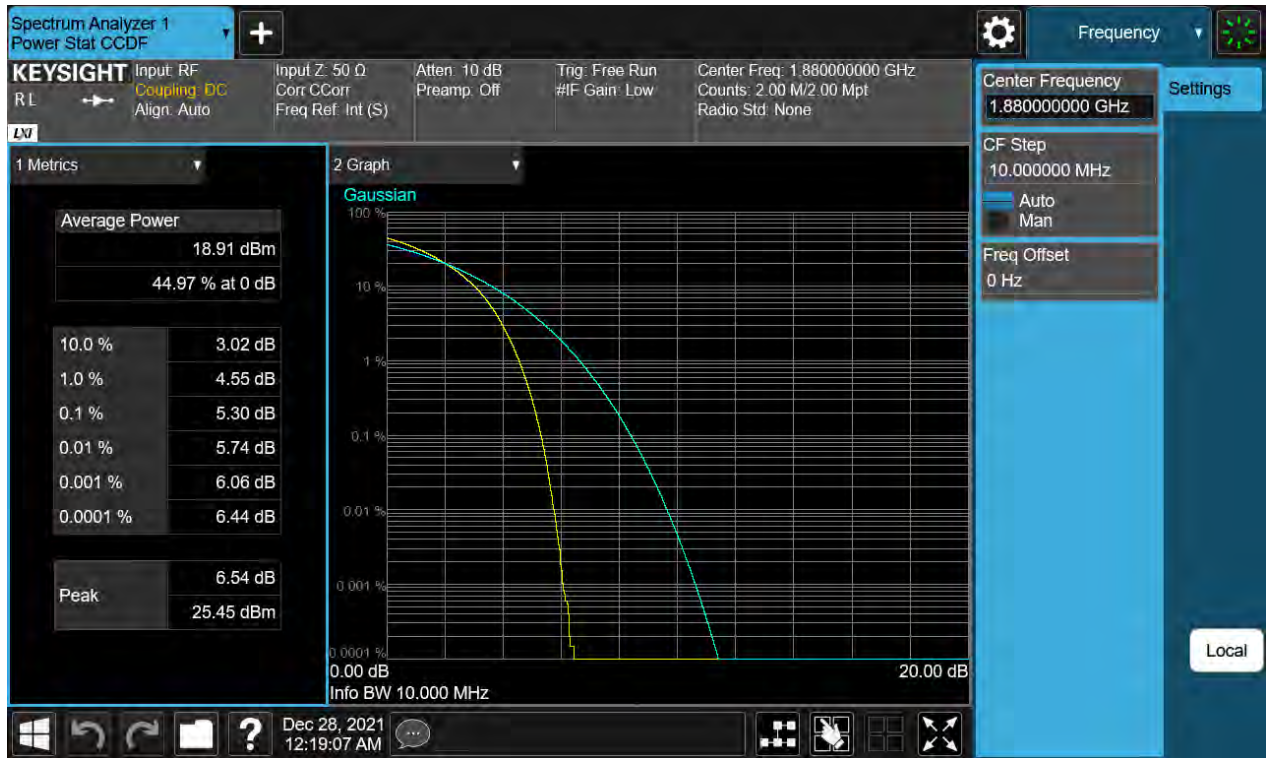 Spectrum Analyzer 1
Power Stat CCDF
+
Frequency
KEYSIGHT
RL
LXI
Input: RF
Coupling: DC
Align: Auto
Input Z: 50 Ω
Corr CCorr
Freq Ref: Int (S)
Atten: 10 dB
Preamp: Off
Trig: Free Run
#IF Gain: Low
Center Freq: 1.880000000 GHz
Counts: 2.00 M/2.00 Mpt
Radio Std: None
Center Frequency
1.880000000 GHz
Settings
CF Step
10.000000 MHz
Auto
Man
Freq Offset
0 Hz
1 Metrics
Average Power
18.91 dBm
44.97 % at 0 dB
10.0 % 3.02 dB
1.0 % 4.55 dB
0.1 % 5.30 dB
0.01 % 5.74 dB
0.001 % 6.06 dB
0.0001 % 6.44 dB
Peak
6.54 dB
25.45 dBm
2 Graph
Gaussian
100 %
10 %
1 %
0.1 %
0.01 %
0.001 %
0.0001 %
0.00 dB
20.00 dB
Info BW 10.000 MHz
Local
?
Dec 28, 2021
12:19:07 AM